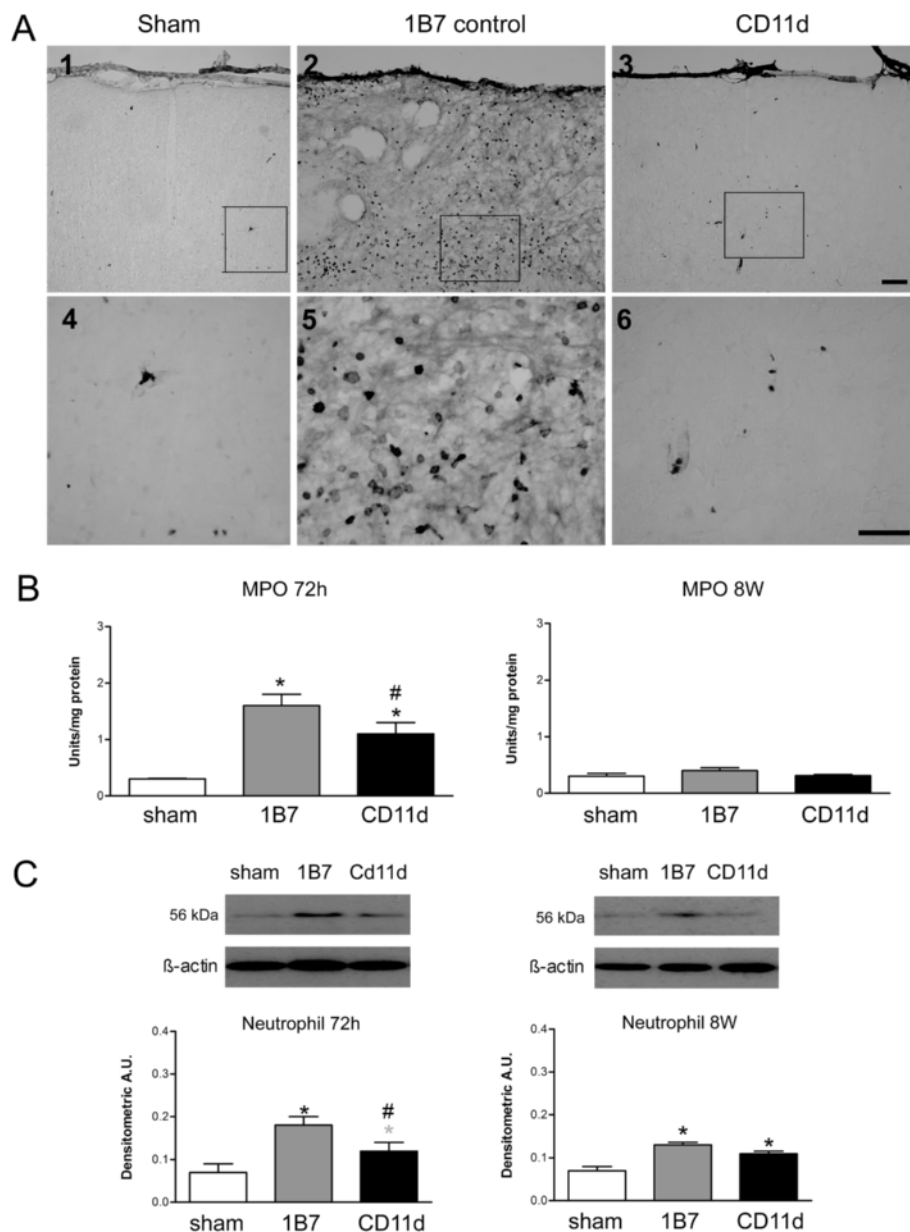 A
Sham 1B7 control CD11d
1 2 3
4 5 6
B
MPO 72h
Units/mg protein
3
2
1
0
*
#
*
sham 1B7 CD11d
MPO 8W
Units/mg protein
3
2
1
0
sham 1B7 CD11d
C
sham 1B7 Cd11d
56 kDa
ß-actin
Neutrophil 72h
Densitometric A.U.
0.4
0.3
0.2
0.1
0.0
*
#
*
sham 1B7 CD11d
sham 1B7 CD11d
56 kDa
ß-actin
Neutrophil 8W
Densitometric A.U.
0.4
0.3
0.2
0.1
0.0
* *
sham 1B7 CD11d